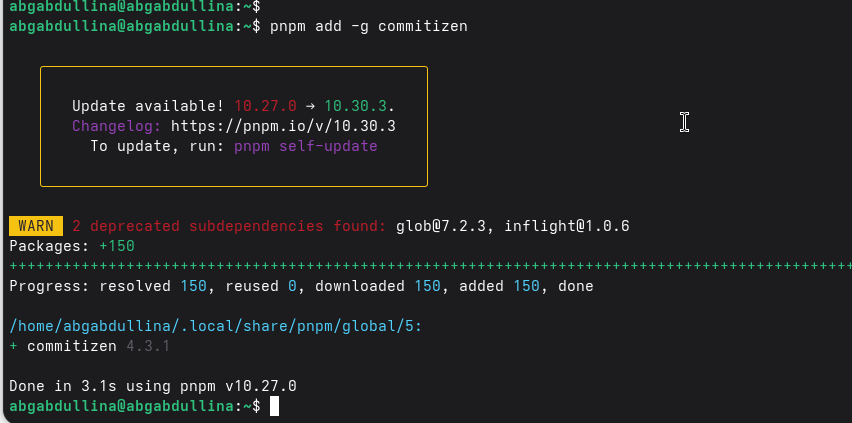 abgabdullina@abgabdullina:~$
abgabdullina@abgabdullina:~$ pnpm add -g commitizen
Update available! 10.27.0 → 10.30.3.
Changelog: https://pnpm.io/v/10.30.3
To update, run: pnpm self-update
WARN 2 deprecated subdependencies found: glob@7.2.3, inflight@1.0.6
Packages: +150
++++++++++++++++++++++++++++++++++++++++++++++++++++++++++++++++++++++++++++++++++++++++++++++
Progress: resolved 150, reused 0, downloaded 150, added 150, done
/home/abgabdullina/.local/share/pnpm/global/5:
+ commitizen 4.3.1
Done in 3.1s using pnpm v10.27.0
abgabdullina@abgabdullina:~$